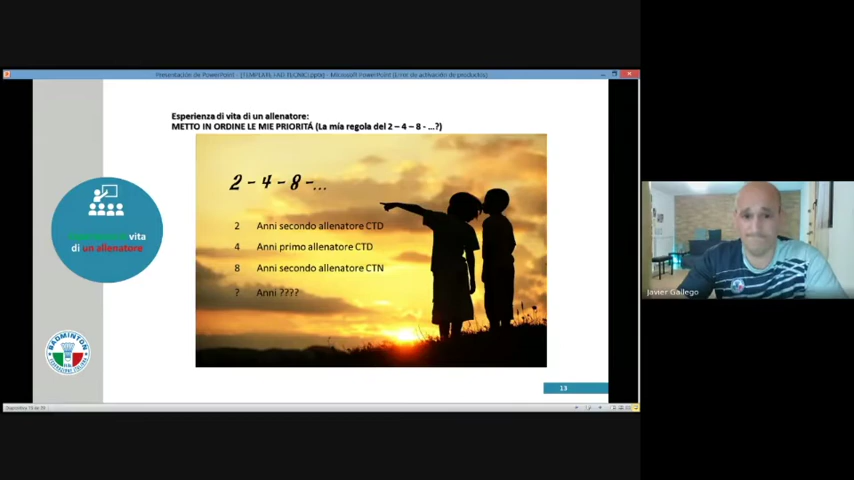 Presentación de PowerPoint - [TEMPLATE IAD TECNICI.pptx] - Microsoft PowerPoint (Error de activación de productos)
Esperienza di vita di un allenatore:
METTO IN ORDINE LE MIE PRIORITÁ (La mía regola del 2 – 4 – 8 - ...?)
2 - 4 - 8 -...
2 Anni secondo allenatore CTD
4 Anni primo allenatore CTD
8 Anni secondo allenatore CTN
? Anni ????
vita
di un allenatore
BADMINTON
13
Javier Gallego